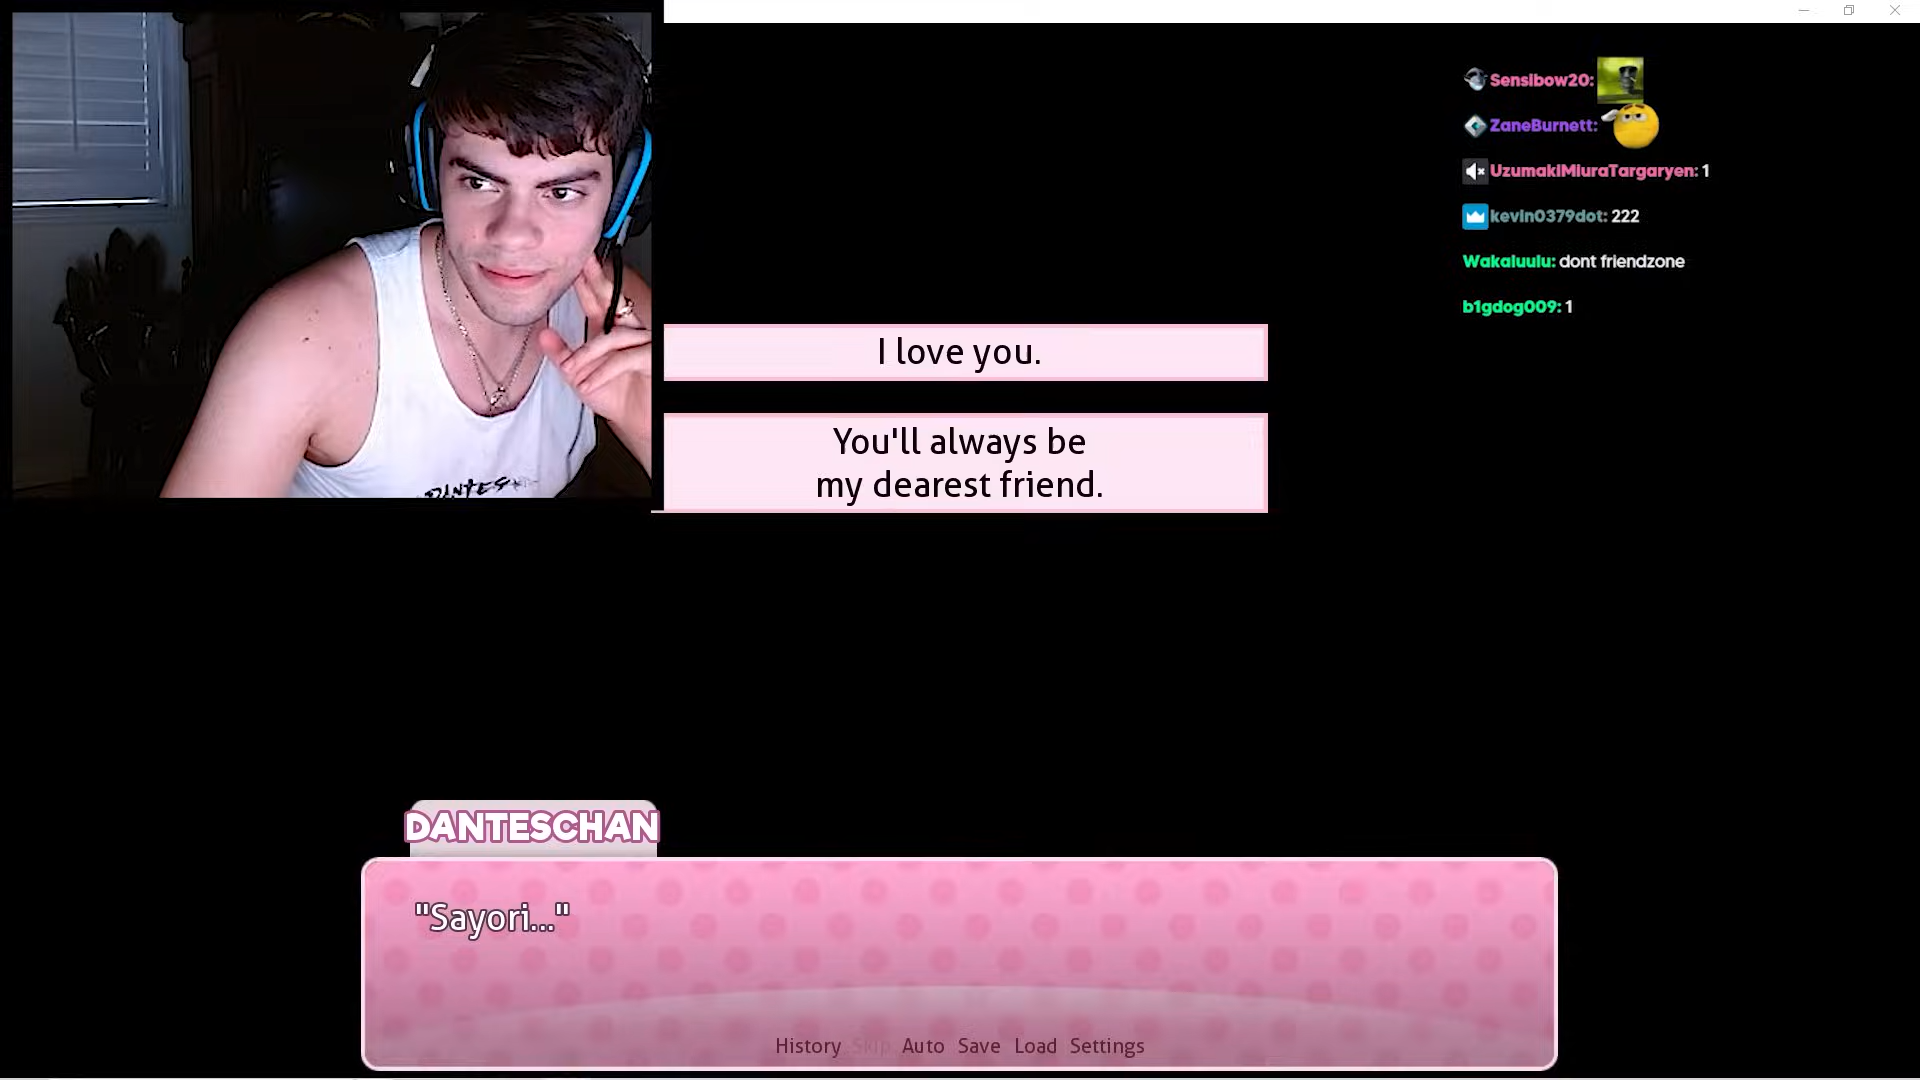 Sensibow20:
ZaneBurnett:
UzumakiMiuraTargaryen: 1
kevin0379dot: 222
Wakaluulu: dont friendzone
b1gdog009: 1
I love you.
You'll always be
my dearest friend.
DANTES
DANTESCHAN
"Sayori..."
History Skip Auto Save Load Settings